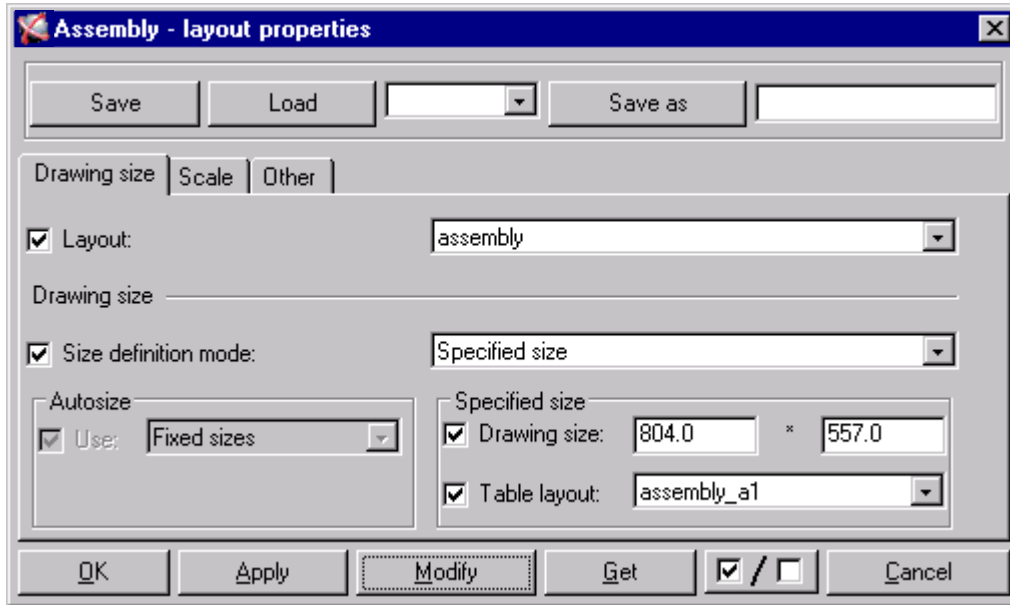 Assembly - layout properties
Save Load Save as
Drawing size Scale Other
Layout: assembly
Drawing size
Size definition mode: Specified size
Autosize Specified size
Use: Fixed sizes Drawing size: 804.0 * 557.0
Table layout: assembly_a1
OK Apply Modify Get / Cancel